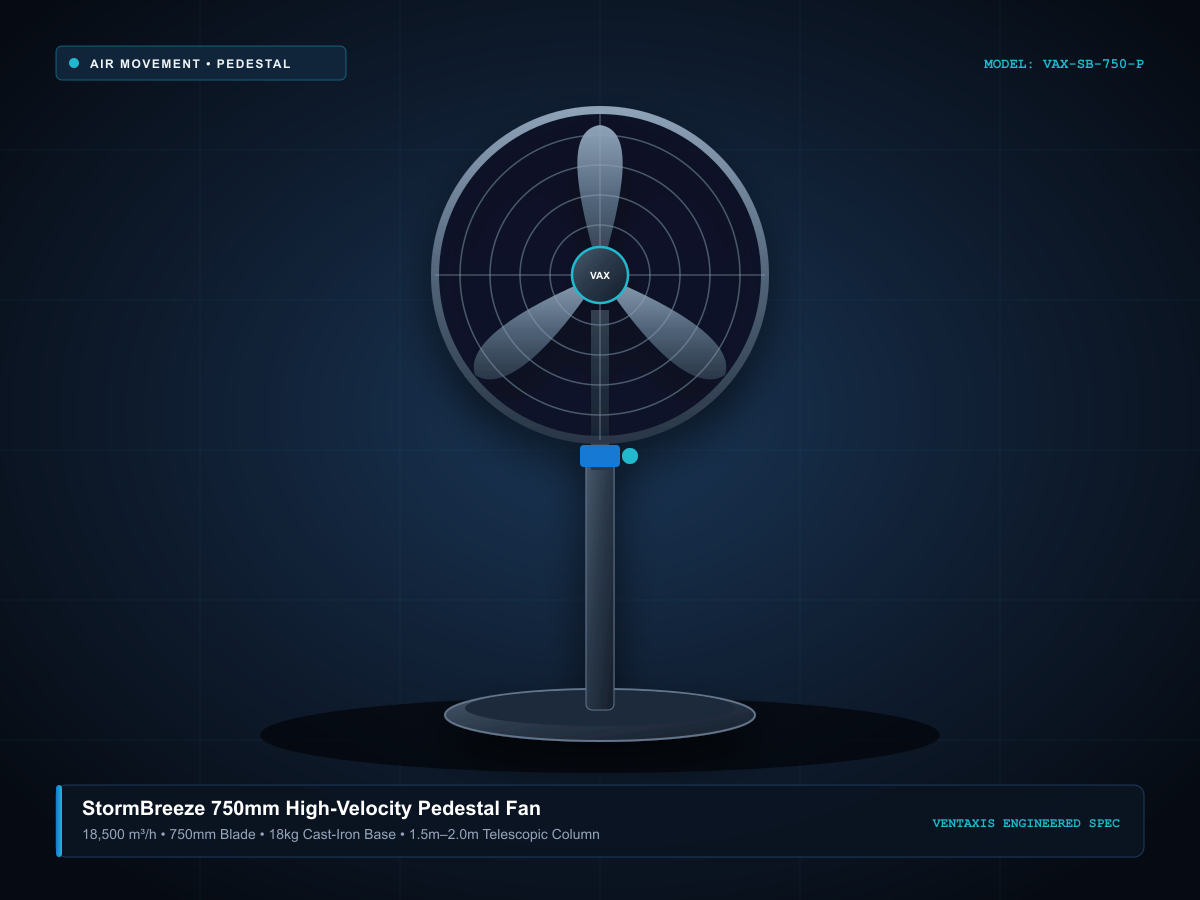 AIR MOVEMENT • PEDESTAL
MODEL: VAX-SB-750-P
VAX
StormBreeze 750mm High-Velocity Pedestal Fan
18,500 m³/h • 750mm Blade • 18kg Cast-Iron Base • 1.5m–2.0m Telescopic Column
VENTAXIS ENGINEERED SPEC